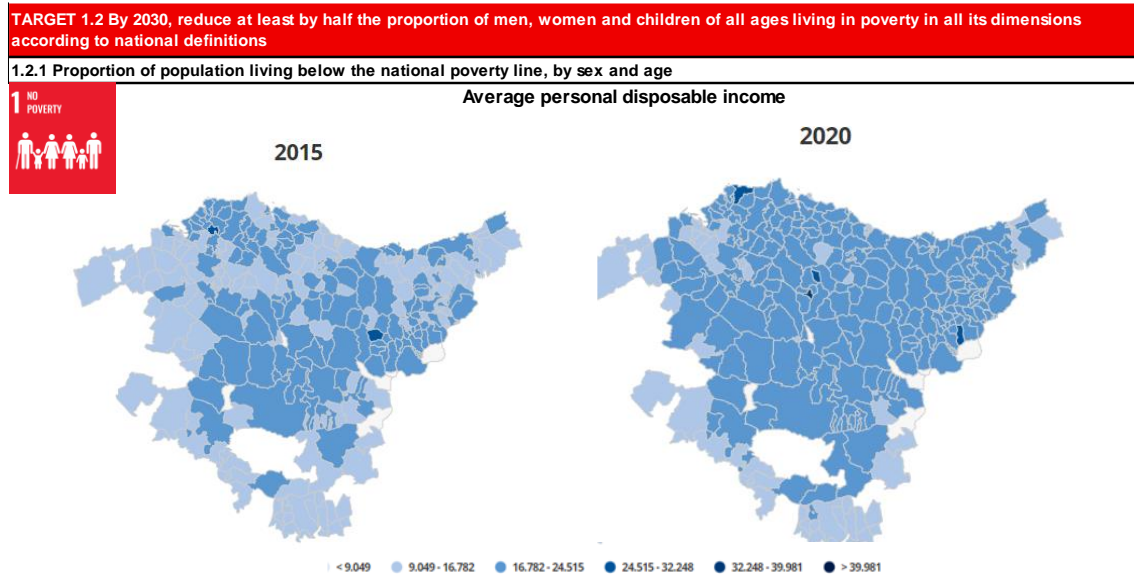 TARGET 1.2 By 2030, reduce at least by half the proportion of men, women and children of all ages living in poverty in all its dimensions
according to national definitions
1.2.1 Proportion of population living below the national poverty line, by sex and age
1 NO
POVERTY
Average personal disposable income
2015
2020
< 9.049 9.049 - 16.782 16.782 - 24.515 24.515 - 32.248 32.248 - 39.981 > 39.981